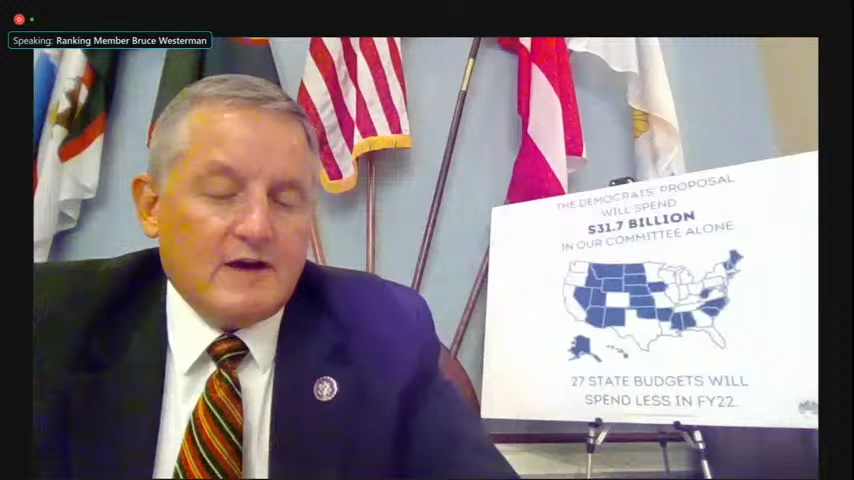 Speaking: Ranking Member Bruce Westerman
THE DEMOCRATS' PROPOSAL
WILL SPEND
$31.7 BILLION
IN OUR COMMITTEE ALONE
27 STATE BUDGETS WILL
SPEND LESS IN FY22.